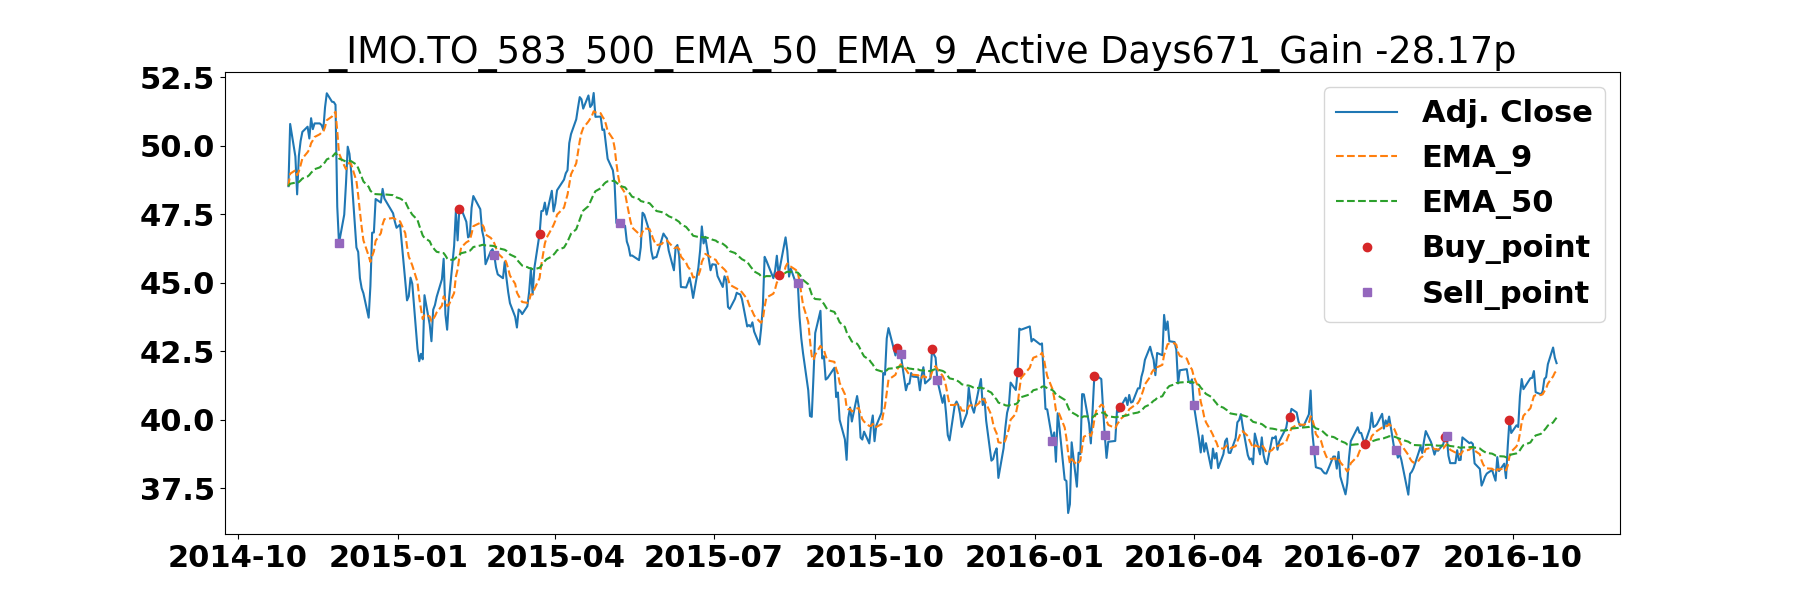 _IMO.TO_583_500_EMA_50_EMA_9_Active Days671_Gain -28.17p
52.5
50.0
47.5
45.0
42.5
40.0
37.5
Adj. Close
EMA_9
EMA_50
Buy_point
Sell_point
2014-10 2015-01 2015-04 2015-07 2015-10 2016-01 2016-04 2016-07 2016-10